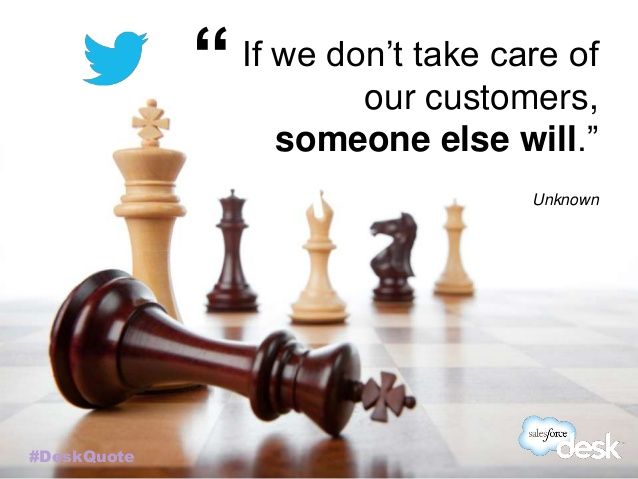 “ If we don’t take care of
our customers,
someone else will.”
Unknown
salesforce
desk
#DeskQuote